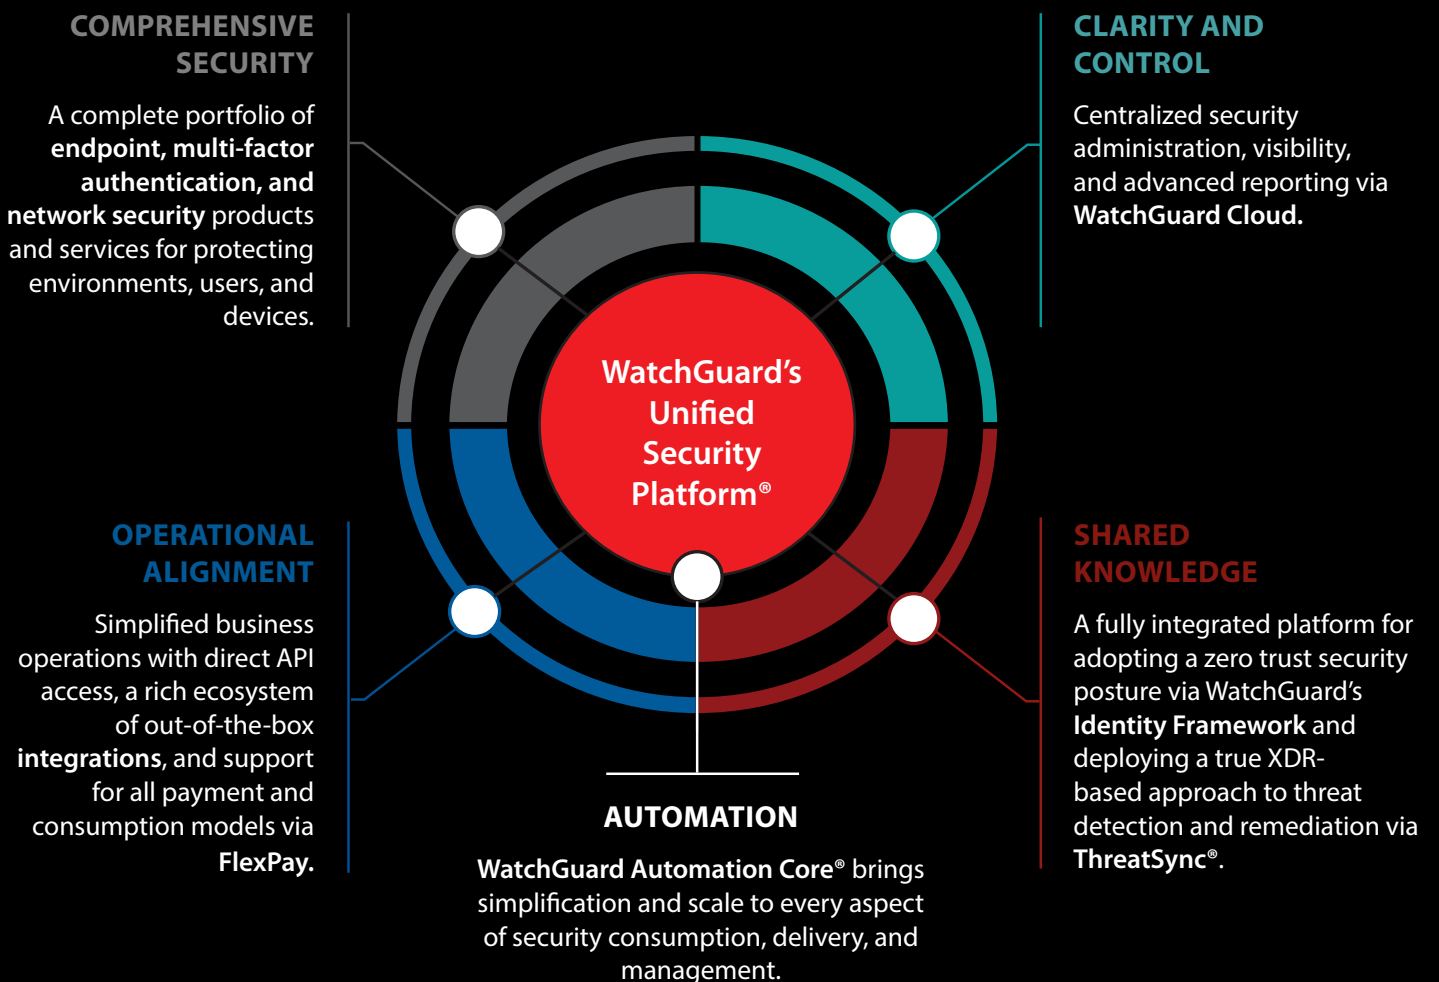 COMPREHENSIVE
SECURITY
A complete portfolio of
endpoint, multi-factor
authentication, and
network security products
and services for protecting
environments, users, and
devices.
CLARITY AND
CONTROL
Centralized security
administration, visibility,
and advanced reporting via
WatchGuard Cloud.
WatchGuard’s
Unified
Security
Platform®
OPERATIONAL
ALIGNMENT
Simplified business
operations with direct API
access, a rich ecosystem
of out-of-the-box
integrations, and support
for all payment and
consumption models via
FlexPay.
SHARED
KNOWLEDGE
A fully integrated platform for
adopting a zero trust security
posture via WatchGuard’s
Identity Framework and
deploying a true XDR-
based approach to threat
detection and remediation via
ThreatSync®.
AUTOMATION
WatchGuard Automation Core® brings
simplification and scale to every aspect
of security consumption, delivery, and
management.